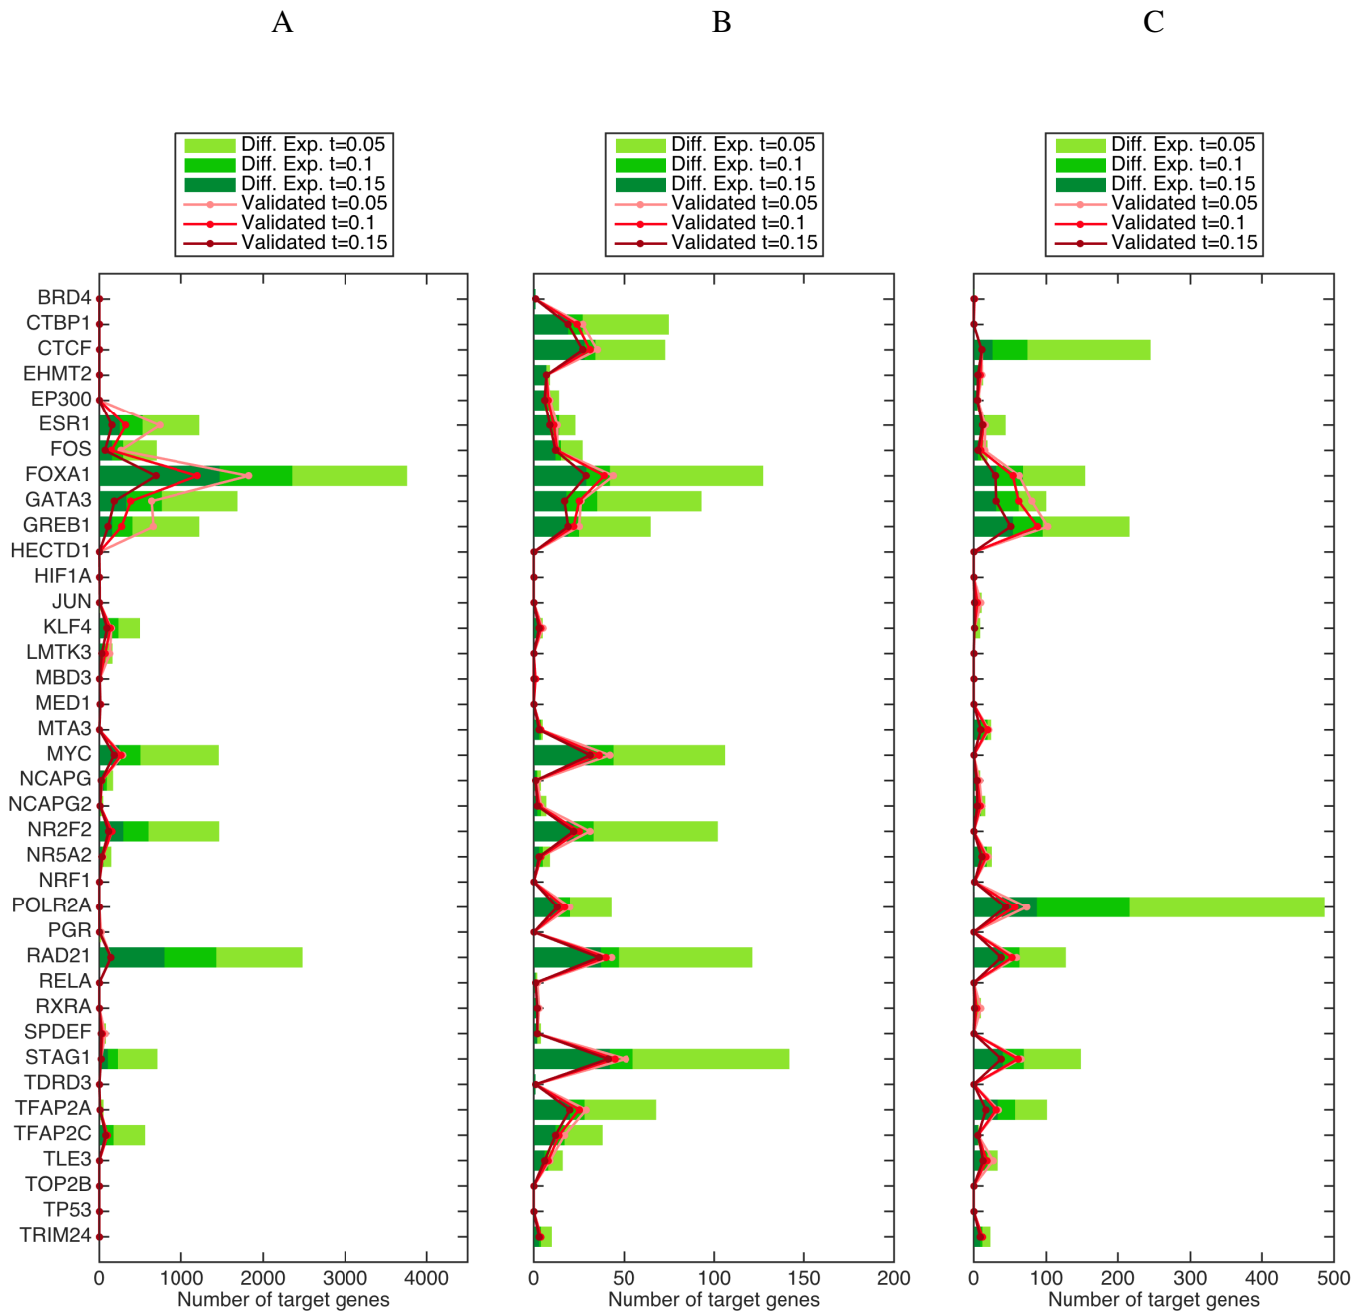 A B C
Diff. Exp. t=0.05
Diff. Exp. t=0.1
Diff. Exp. t=0.15
Validated t=0.05
Validated t=0.1
Validated t=0.15
Diff. Exp. t=0.05
Diff. Exp. t=0.1
Diff. Exp. t=0.15
Validated t=0.05
Validated t=0.1
Validated t=0.15
Diff. Exp. t=0.05
Diff. Exp. t=0.1
Diff. Exp. t=0.15
Validated t=0.05
Validated t=0.1
Validated t=0.15
BRD4
CTBP1
CTCF
EHMT2
EP300
ESR1
FOS
FOXA1
GATA3
GREB1
HECTD1
HIF1A
JUN
KLF4
LMTK3
MBD3
MED1
MTA3
MYC
NCAPG
NCAPG2
NR2F2
NR5A2
NRF1
POLR2A
PGR
RAD21
RELA
RXRA
SPDEF
STAG1
TDRD3
TFAP2A
TFAP2C
TLE3
TOP2B
TP53
TRIM24
0 1000 2000 3000 4000
Number of target genes
0 50 100 150 200
Number of target genes
0 100 200 300 400 500
Number of target genes